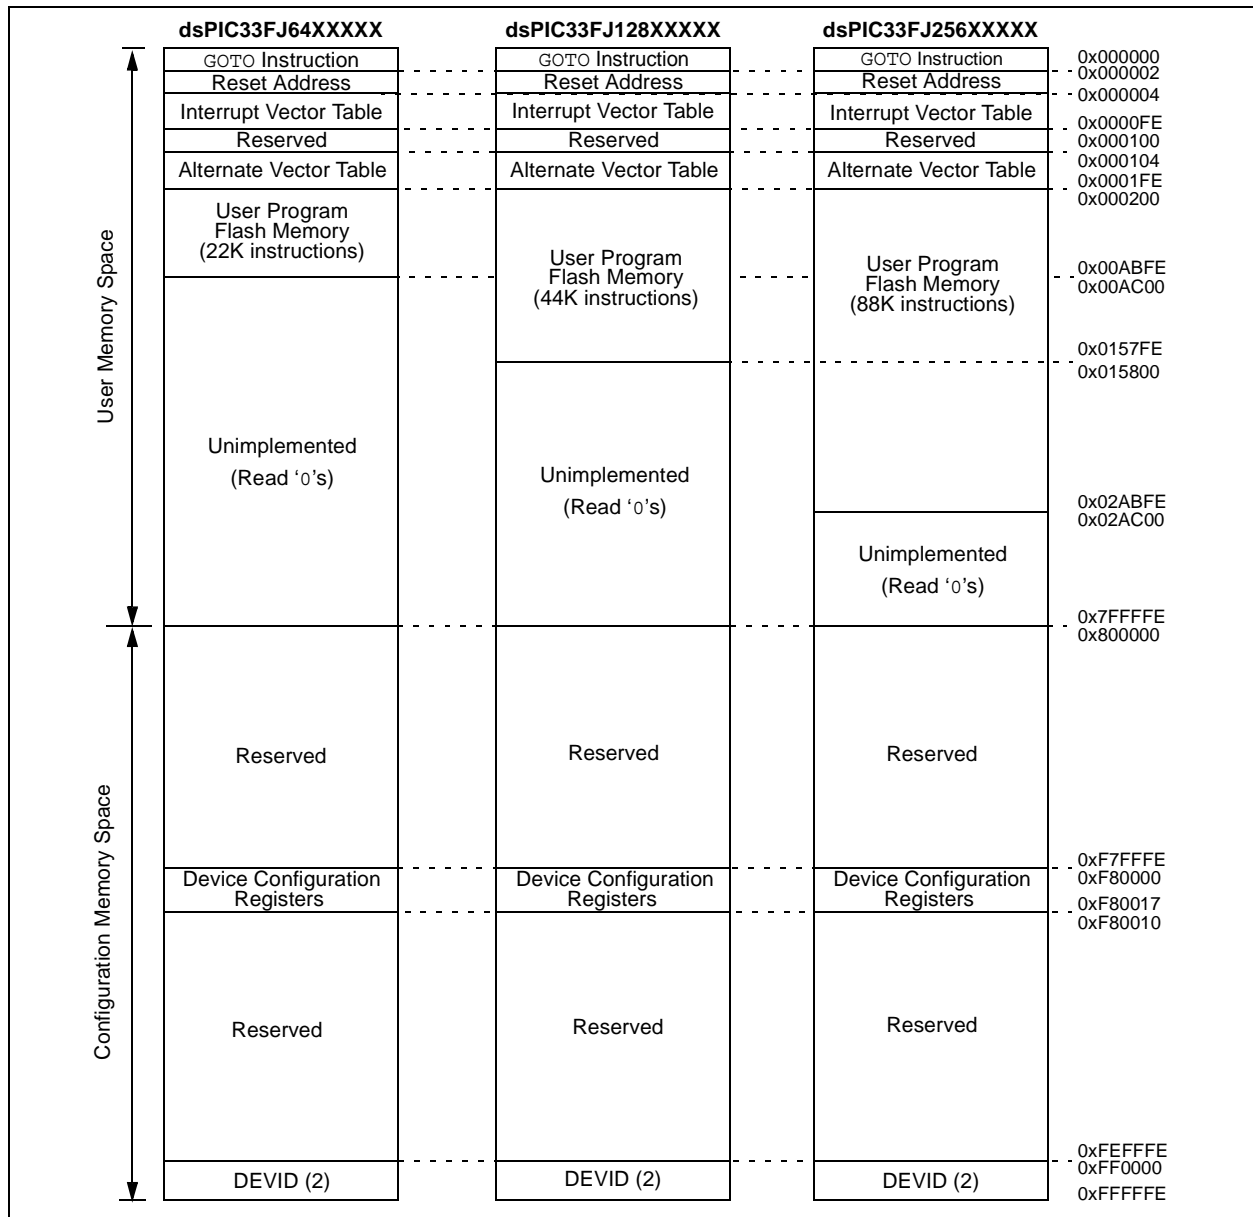 dsPIC33FJ64XXXXX
dsPIC33FJ128XXXXX
dsPIC33FJ256XXXXX
GOTO Instruction
GOTO Instruction
GOTO Instruction
0x000000
0x000002
Reset Address
Reset Address
Reset Address
0x000004
Interrupt Vector Table
Interrupt Vector Table
Interrupt Vector Table
0x0000FE
0x000100
Reserved
Reserved
Reserved
0x000104
Alternate Vector Table
Alternate Vector Table
Alternate Vector Table
0x0001FE
0x000200
User Program
Flash Memory
(22K instructions)
User Program
Flash Memory
(44K instructions)
User Program
Flash Memory
(88K instructions)
0x00ABFE
0x00AC00
0x0157FE
0x015800
User Memory Space
Unimplemented
(Read ‘0’s)
Unimplemented
(Read ‘0’s)
0x02ABFE
0x02AC00
Unimplemented
(Read ‘0’s)
0x7FFFFE
0x800000
Reserved
Reserved
Reserved
Configuration Memory Space
0xF7FFFE
0xF80000
Device Configuration
Registers
Device Configuration
Registers
Device Configuration
Registers
0xF80017
0xF80010
Reserved
Reserved
Reserved
0xFEFFFE
0xFF0000
DEVID (2)
DEVID (2)
DEVID (2)
0xFFFFFE